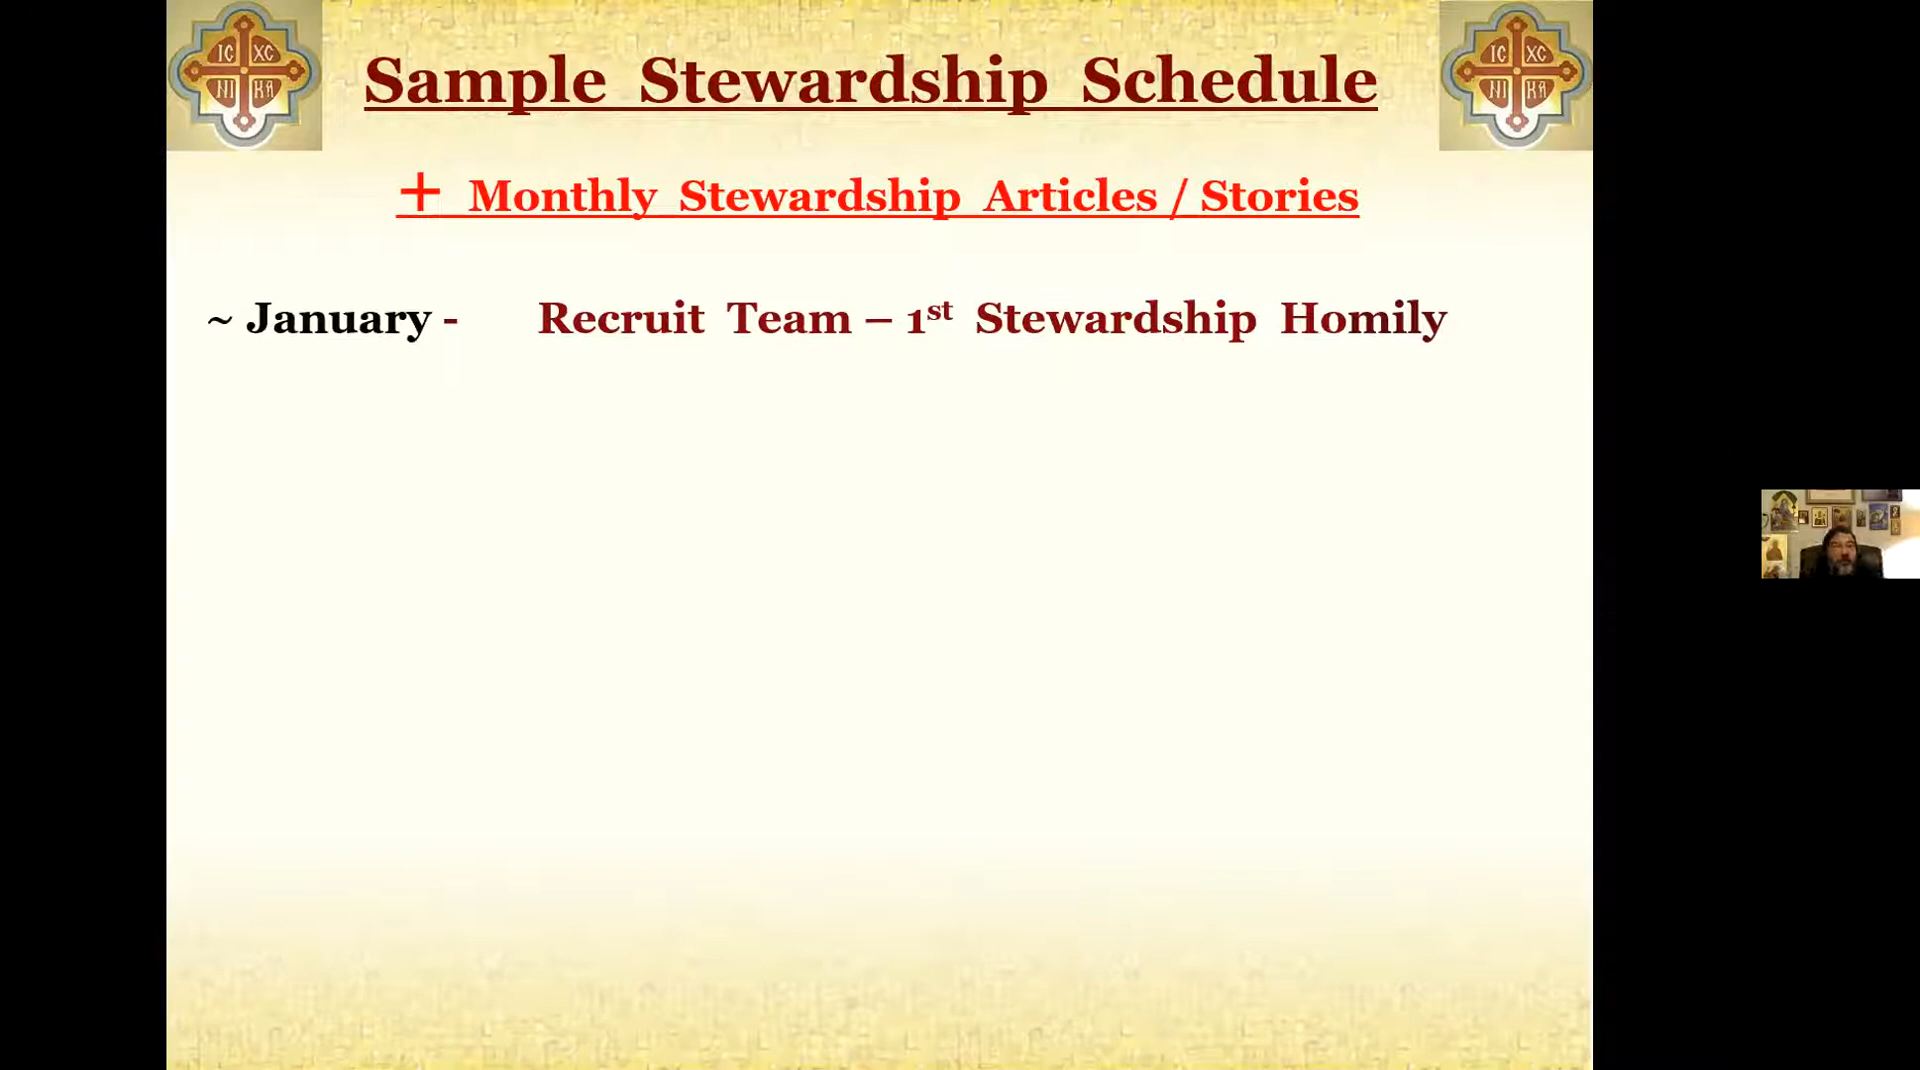 IC XC
NI KA
Sample Stewardship Schedule
IC XC
NI KA
+ Monthly Stewardship Articles / Stories
~ January - Recruit Team – 1st Stewardship Homily